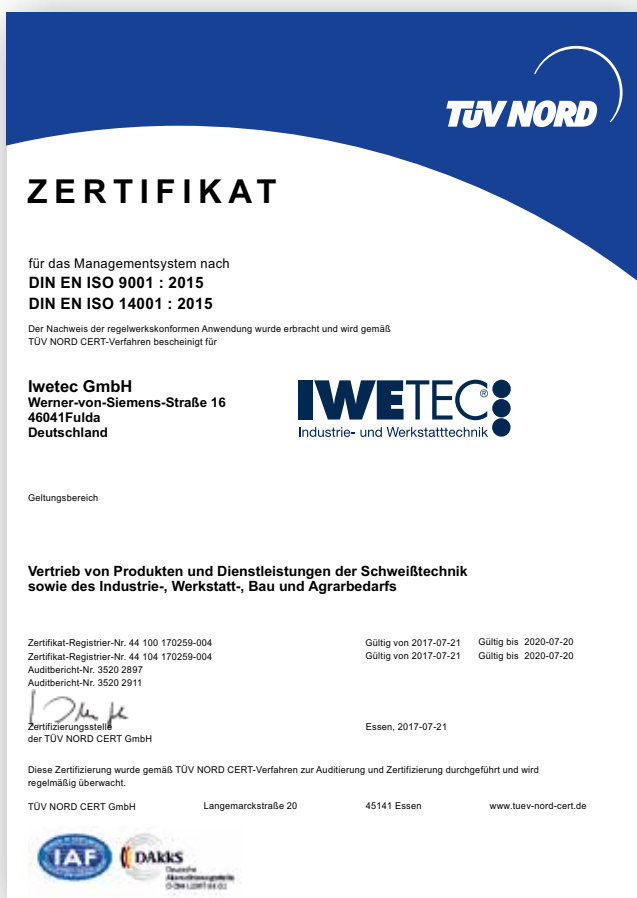 TÜV NORD
ZERTIFIKAT
für das Managementsystem nach
DIN EN ISO 9001 : 2015
DIN EN ISO 14001 : 2015
Der Nachweis der regelwerkskonformen Anwendung wurde erbracht und wird gemäß
TÜV NORD CERT-Verfahren bescheinigt für
Iwetec GmbH
Werner-von-Siemens-Straße 16
46041Fulda
Deutschland
IWETEC®
Industrie- und Werkstatttechnik
Geltungsbereich
Vertrieb von Produkten und Dienstleistungen der Schweißtechnik
sowie des Industrie-, Werkstatt-, Bau und Agrarbedarfs
Zertifikat-Registrier-Nr. 44 100 170259-004 Gültig von 2017-07-21 Gültig bis 2020-07-20
Zertifikat-Registrier-Nr. 44 104 170259-004 Gültig von 2017-07-21 Gültig bis 2020-07-20
Auditbericht-Nr. 3520 2897
Auditbericht-Nr. 3520 2911
Zertifizierungsstelle Essen, 2017-07-21
der TÜV NORD CERT GmbH
Diese Zertifizierung wurde gemäß TÜV NORD CERT-Verfahren zur Auditierung und Zertifizierung durchgeführt und wird
regelmäßig überwacht.
TÜV NORD CERT GmbH Langemarckstraße 20 45141 Essen www.tuev-nord-cert.de
IAF
DAkkS
Deutsche
Akkreditierungsstelle